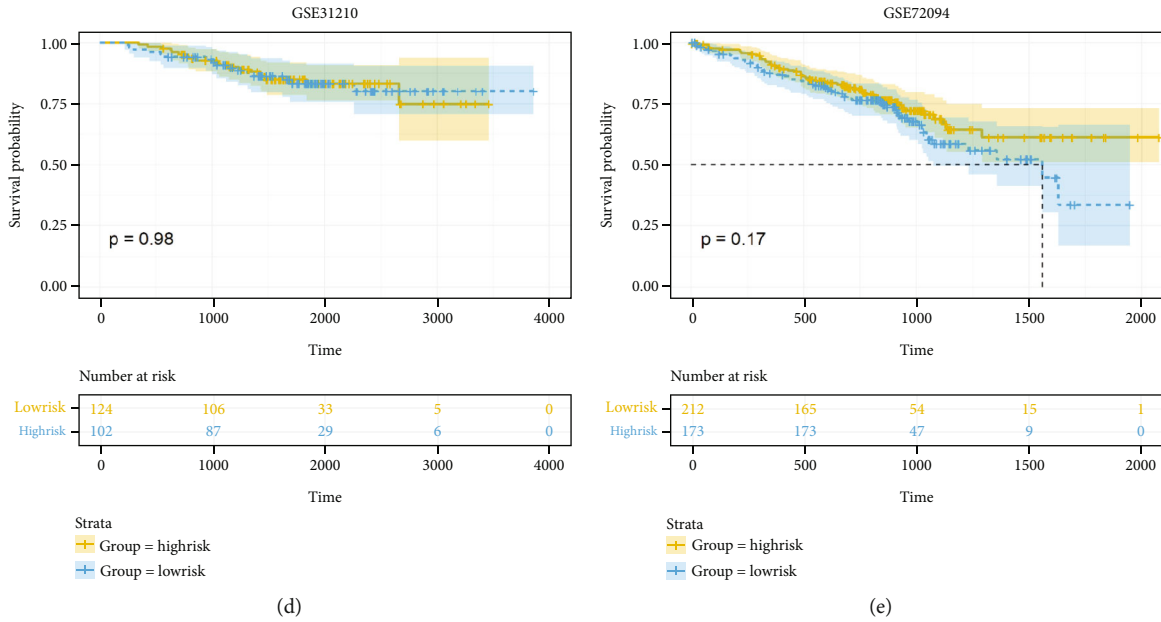 GSE31210
Survival probability
1.00
0.75
0.50
0.25
0.00
p = 0.98
0 1000 2000 3000 4000
Time
Number at risk
Lowrisk 124 106 33 5 0
Highrisk 102 87 29 6 0
0 1000 2000 3000 4000
Time
Strata
Group = highrisk
Group = lowrisk
(d)
GSE72094
Survival probability
1.00
0.75
0.50
0.25
0.00
p = 0.17
0 500 1000 1500 2000
Time
Number at risk
Lowrisk 212 165 54 15 1
Highrisk 173 173 47 9 0
0 500 1000 1500 2000
Time
Strata
Group = highrisk
Group = lowrisk
(e)